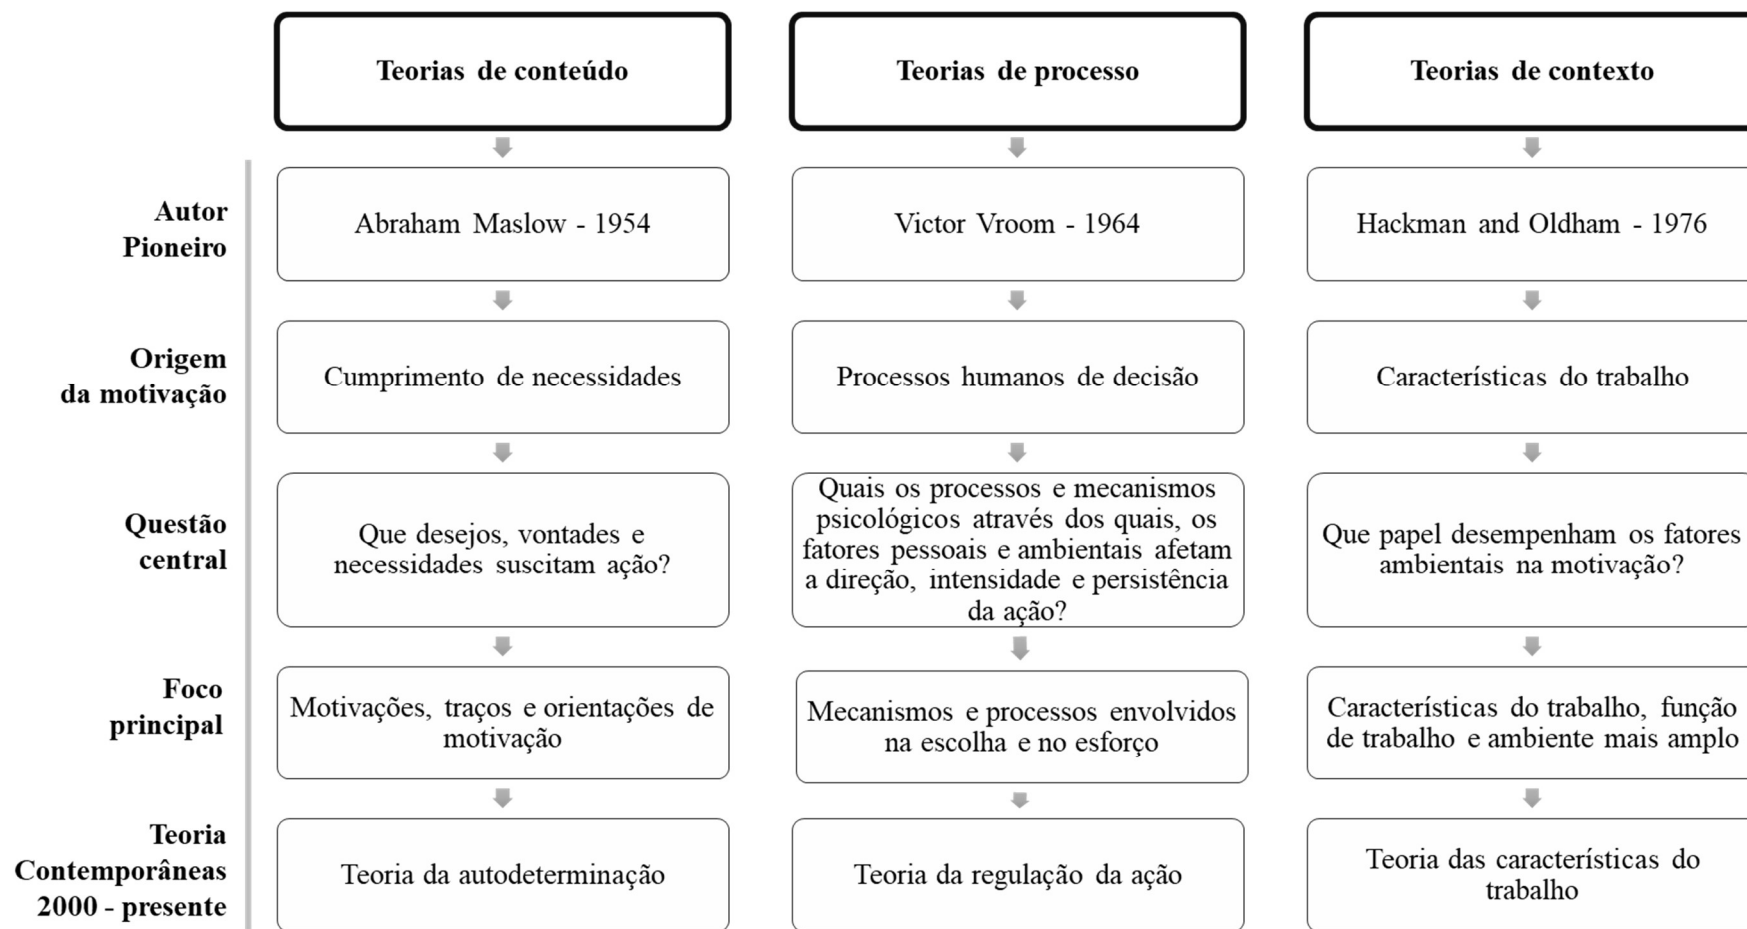 Teorias de conteúdo
Teorias de processo
Teorias de contexto
Autor
Pioneiro
Abraham Maslow - 1954
Victor Vroom - 1964
Hackman and Oldham - 1976
Origem
da motivação
Cumprimento de necessidades
Processos humanos de decisão
Características do trabalho
Questão
central
Que desejos, vontades e
necessidades suscitam ação?
Quais os processos e mecanismos
psicológicos através dos quais, os
fatores pessoais e ambientais afetam
a direção, intensidade e persistência
da ação?
Que papel desempenham os fatores
ambientais na motivação?
Foco
principal
Motivações, traços e orientações de
motivação
Mecanismos e processos envolvidos
na escolha e no esforço
Características do trabalho, função
de trabalho e ambiente mais amplo
Teoria
Contemporâneas
2000 - presente
Teoria da autodeterminação
Teoria da regulação da ação
Teoria das características do
trabalho